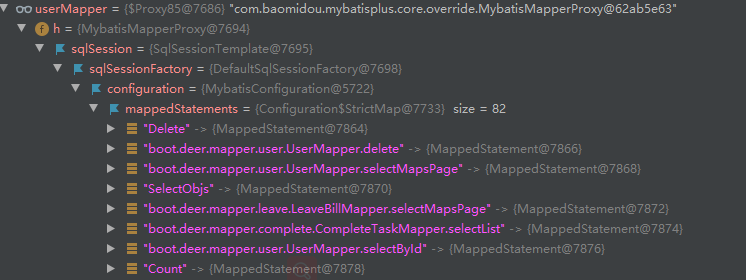 userMapper = {$Proxy85@7686} "com.baomidou.mybatisplus.core.override.MybatisMapperProxy@62ab5e63"
f h = {MybatisMapperProxy@7694}
sqlSession = {SqlSessionTemplate@7695}
sqlSessionFactory = {DefaultSqlSessionFactory@7698}
configuration = {MybatisConfiguration@5722}
mappedStatements = {Configuration$StrictMap@7733} size = 82
"Delete" -> {MappedStatement@7864}
"boot.deer.mapper.user.UserMapper.delete" -> {MappedStatement@7866}
"boot.deer.mapper.user.UserMapper.selectMapsPage" -> {MappedStatement@7868}
"SelectObjs" -> {MappedStatement@7870}
"boot.deer.mapper.leave.LeaveBillMapper.selectMapsPage" -> {MappedStatement@7872}
"boot.deer.mapper.complete.CompleteTaskMapper.selectList" -> {MappedStatement@7874}
"boot.deer.mapper.user.UserMapper.selectById" -> {MappedStatement@7876}
"Count" -> {MappedStatement@7878}